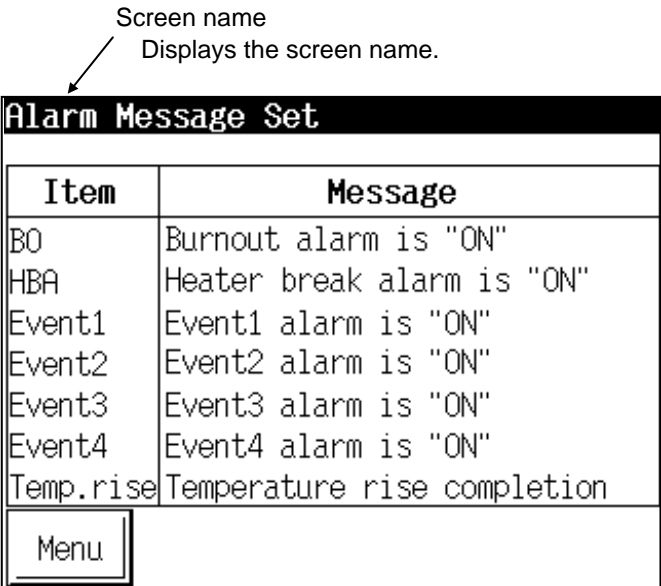 Screen name
Displays the screen name.
Alarm Message Set
Item Message
BO Burnout alarm is "ON"
HBA Heater break alarm is "ON"
Event1 Event1 alarm is "ON"
Event2 Event2 alarm is "ON"
Event3 Event3 alarm is "ON"
Event4 Event4 alarm is "ON"
Temp.rise Temperature rise completion
Menu